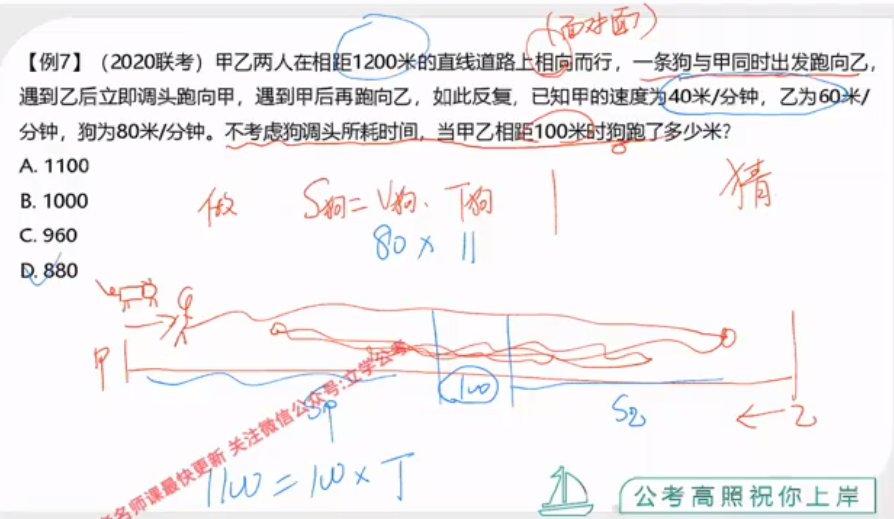 (面对面)
【例7】（2020联考）甲乙两人在相距1200米的直线道路上相向而行，一条狗与甲同时出发跑向乙，
遇到乙后立即调头跑向甲，遇到甲后再跑向乙，如此反复，已知甲的速度为40米/分钟，乙为60米/
分钟，狗为80米/分钟。不考虑狗调头所耗时间，当甲乙相距100米时狗跑了多少米？
A. 1100
B. 1000
C. 960
D. 880
做 S狗=V狗·T狗 猜
80×11
甲
S甲 100 S乙 乙
1100=100×T
名师课最快更新 关注微信公众号:立学公考
公考高照祝你上岸